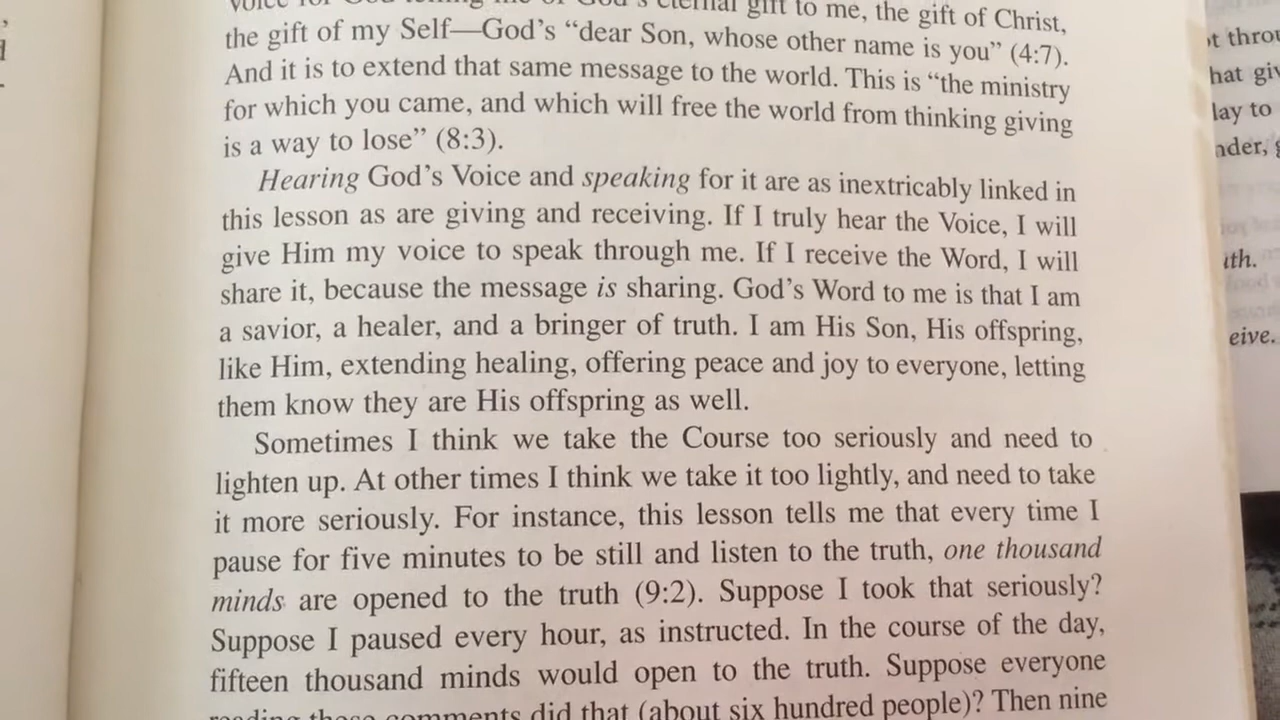 gift to me, the gift of Christ,
the gift of my Self—God's “dear Son, whose other name is you” (4:7).
And it is to extend that same message to the world. This is “the ministry
for which you came, and which will free the world from thinking giving
is a way to lose” (8:3).
Hearing God's Voice and speaking for it are as inextricably linked in
this lesson as are giving and receiving. If I truly hear the Voice, I will
give Him my voice to speak through me. If I receive the Word, I will
share it, because the message is sharing. God's Word to me is that I am
a savior, a healer, and a bringer of truth. I am His Son, His offspring,
like Him, extending healing, offering peace and joy to everyone, letting
them know they are His offspring as well.
Sometimes I think we take the Course too seriously and need to
lighten up. At other times I think we take it too lightly, and need to take
it more seriously. For instance, this lesson tells me that every time I
pause for five minutes to be still and listen to the truth, one thousand
minds are opened to the truth (9:2). Suppose I took that seriously?
Suppose I paused every hour, as instructed. In the course of the day,
fifteen thousand minds would open to the truth. Suppose everyone
comments did that (about six hundred people)? Then nine
lay to